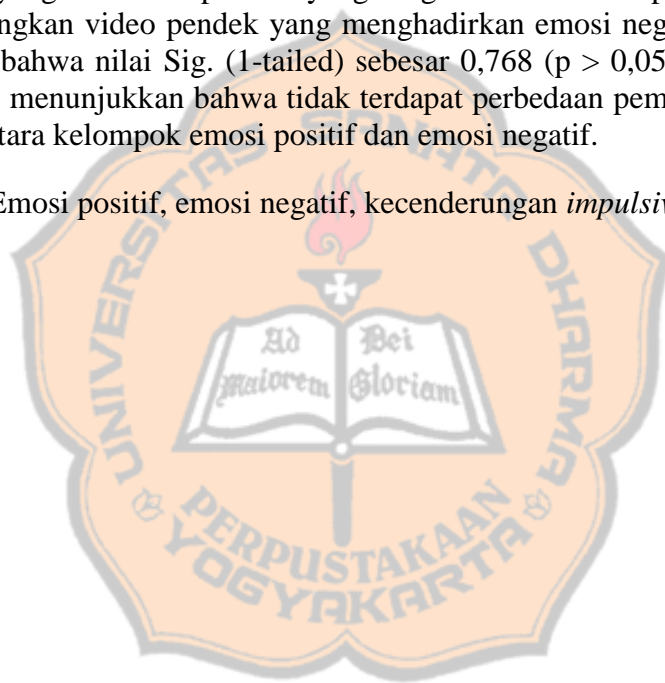 ngkan video pendek yang menghadirkan emosi neg
bahwa nilai Sig. (1-tailed) sebesar 0,768 (p > 0,05
menunjukkan bahwa tidak terdapat perbedaan pem
tara kelompok emosi positif dan emosi negatif.
Emosi positif, emosi negatif, kecenderungan impulsiv
UNIVERSITAS SANATA DHARMA
Ad Maiorem
Dei Gloriam
PERPUSTAKAAN
YOGYAKARTA